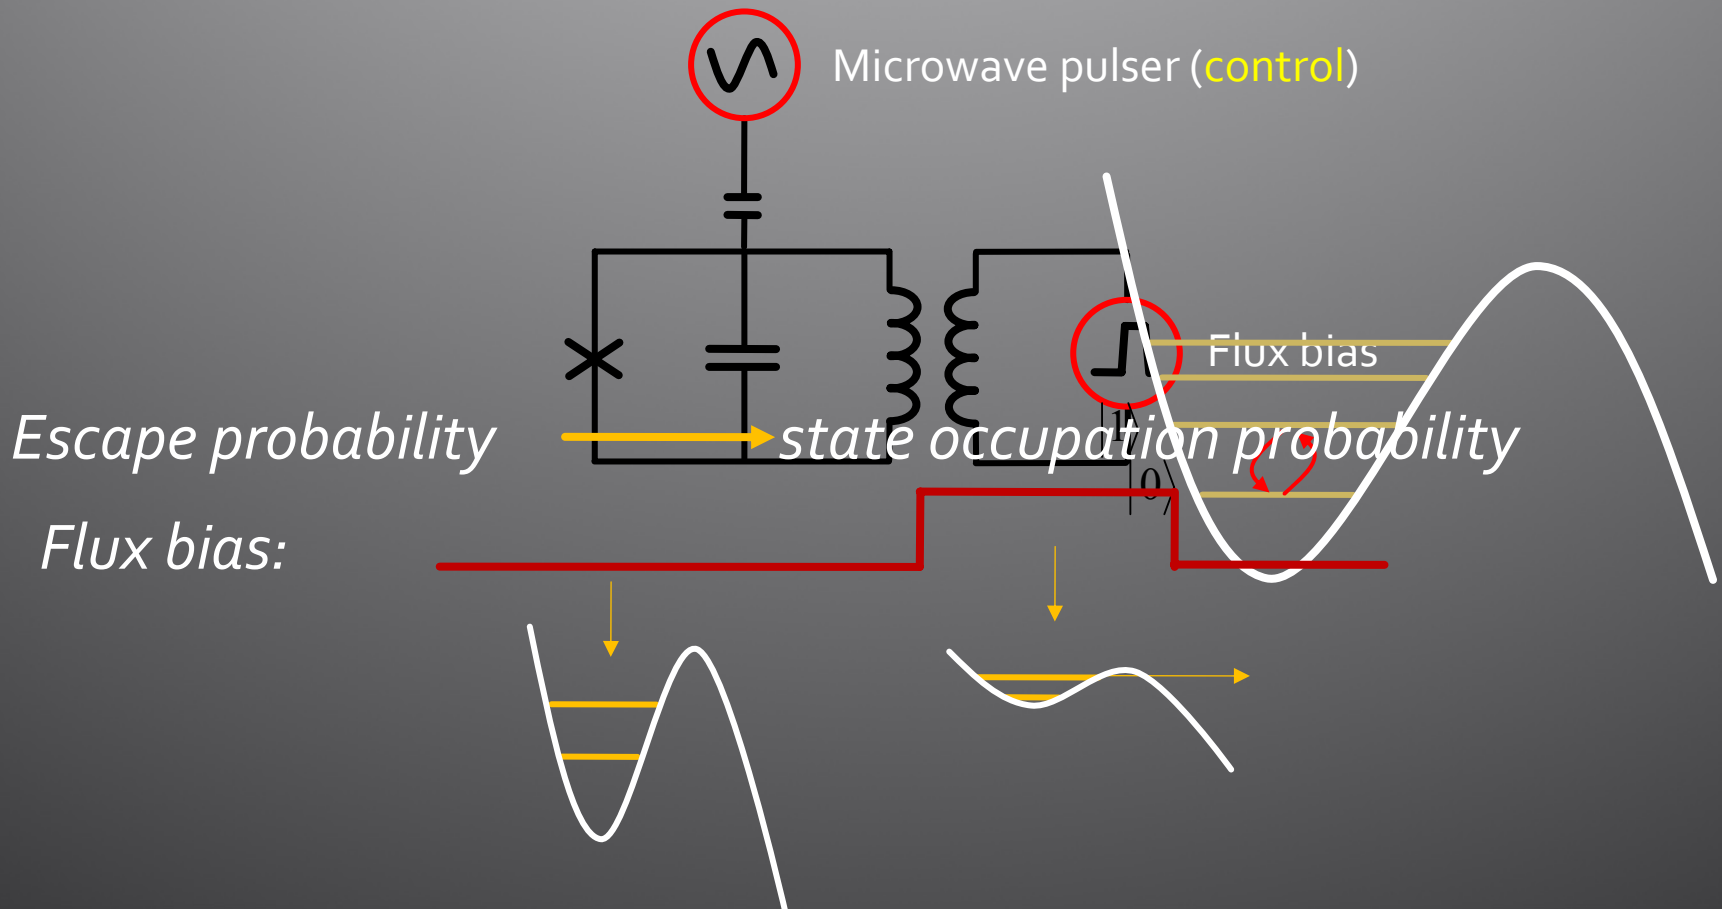 Microwave pulser (control)
Flux bias
|1⟩
Escape probability state occupation probability
|0⟩
Flux bias: